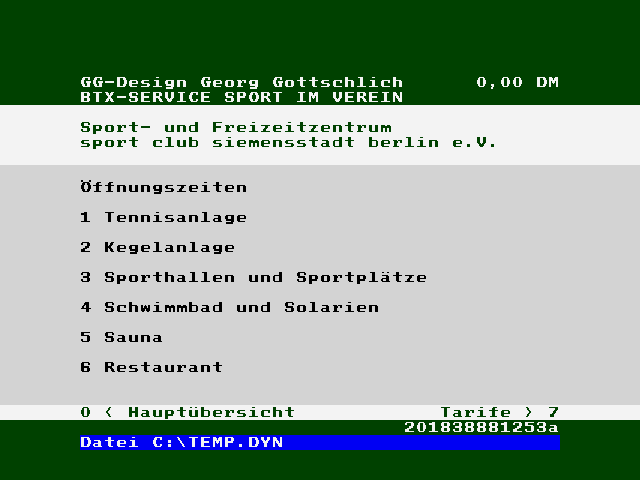 GG-Design Georg Gottschlich 0,00 DM
BTX-SERVICE SPORT IM VEREIN
Sport- und Freizeitzentrum
sport club siemensstadt berlin e.V.
Öffnungszeiten
1 Tennisanlage
2 Kegelanlage
3 Sporthallen und Sportplätze
4 Schwimmbad und Solarien
5 Sauna
6 Restaurant
0 < Hauptübersicht Tarife > 7
201838881253a
Datei C:\TEMP.DYN